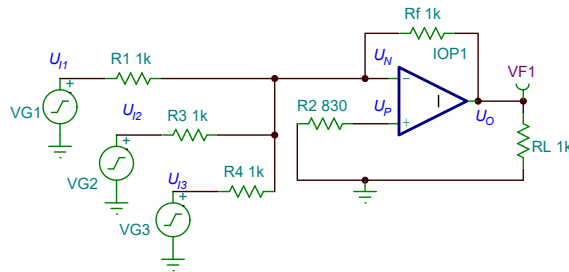 Rf 1k
U_N
IOP1
U_I1
R1 1k
VF1
VG1
U_I2
R3 1k
R2 830
U_P
U_O
RL 1k
VG2
U_I3
R4 1k
VG3
+
+
+
−
+
I